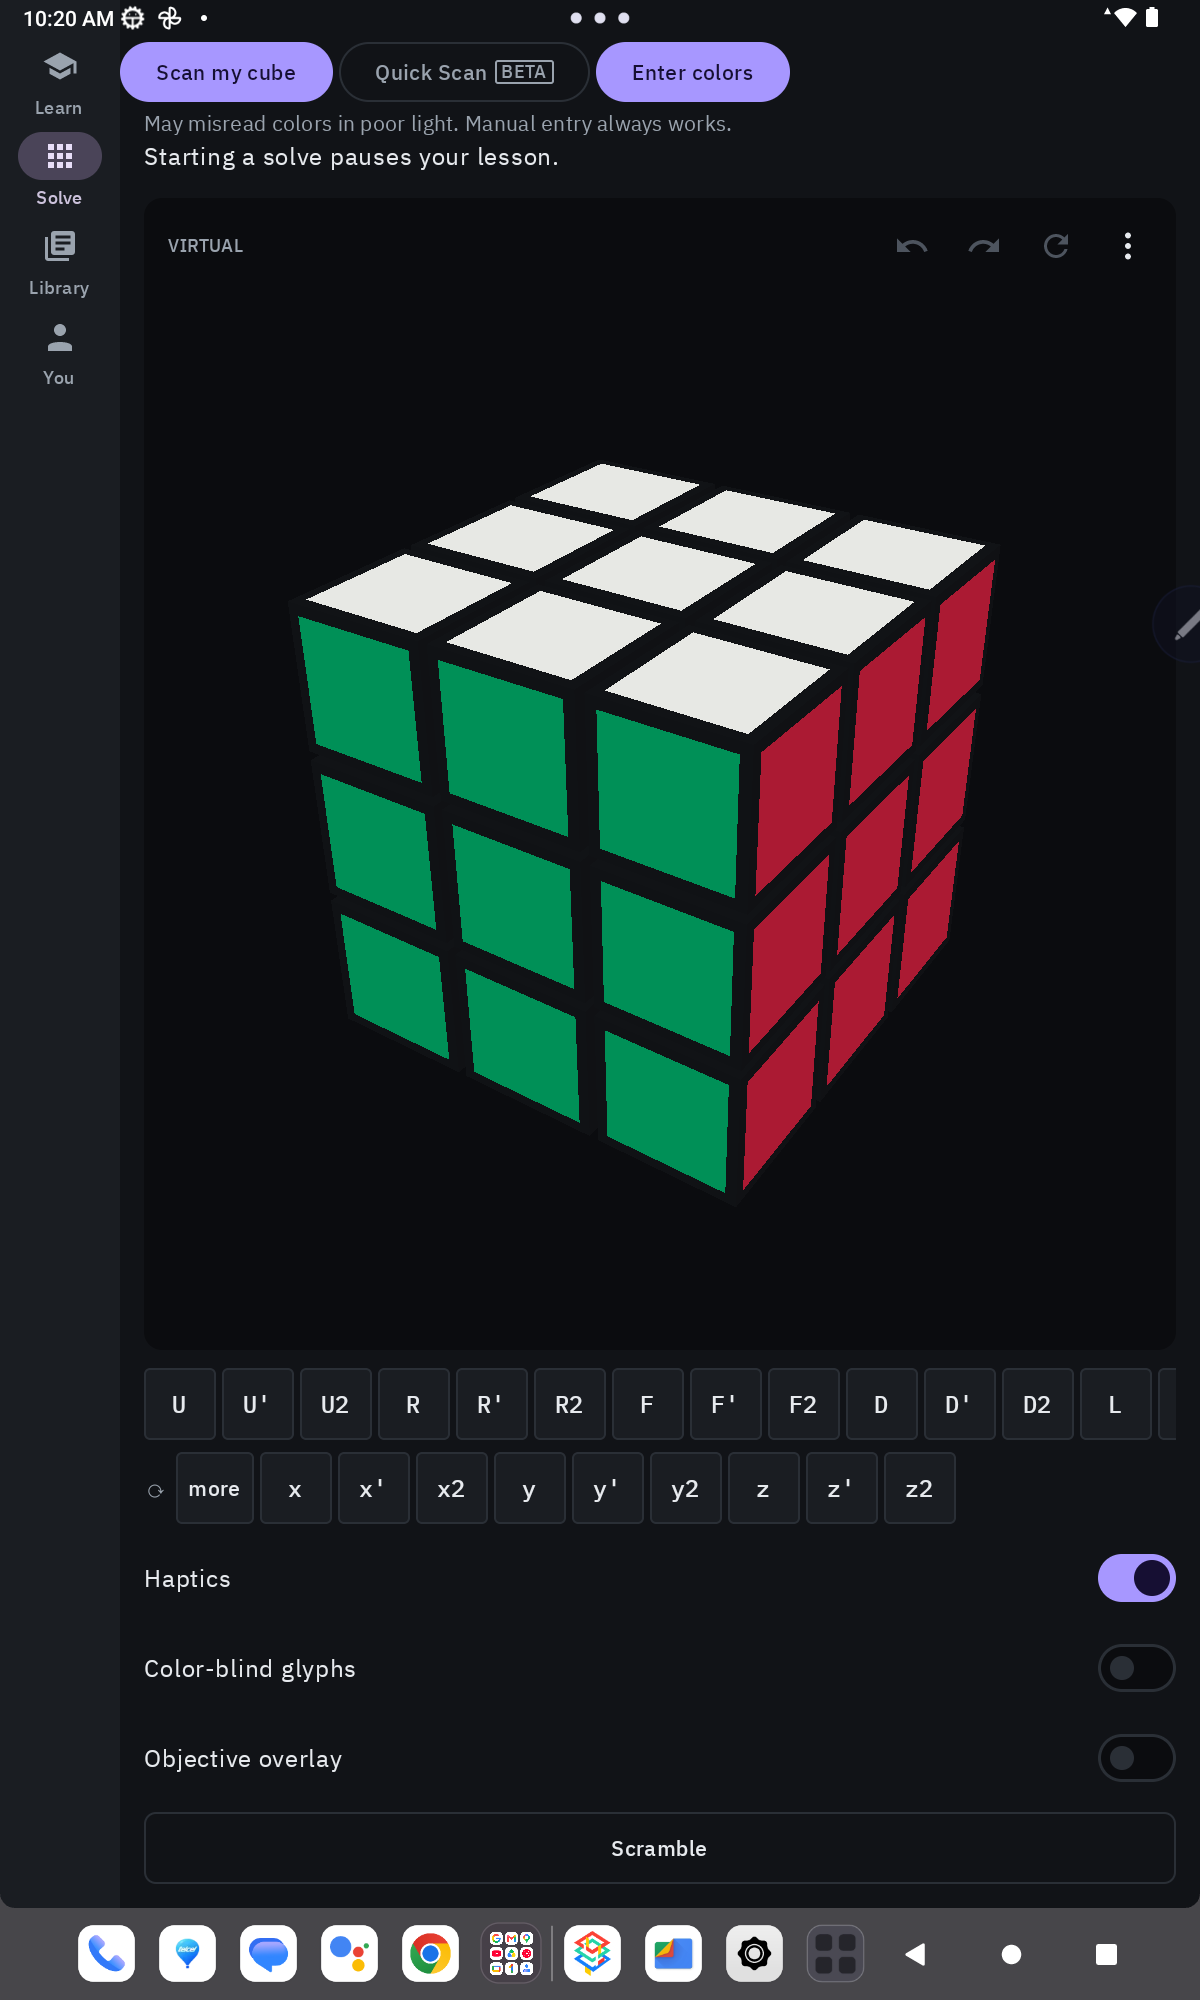 10:20 AM
Scan my cube
Quick Scan BETA
Enter colors
May misread colors in poor light. Manual entry always works.
Starting a solve pauses your lesson.
Learn
Solve
Library
You
VIRTUAL
U U' U2 R R' R2 F F' F2 D D' D2 L
more x x' x2 y y' y2 z z' z2
Haptics
Color-blind glyphs
Objective overlay
Scramble